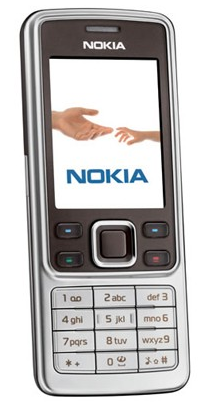 NOKIA
NOKIA
1 2 abc def 3
4 ghi 5 jkl mno 6
7 pqrs 8 tuv wxyz 9
* + 0 #